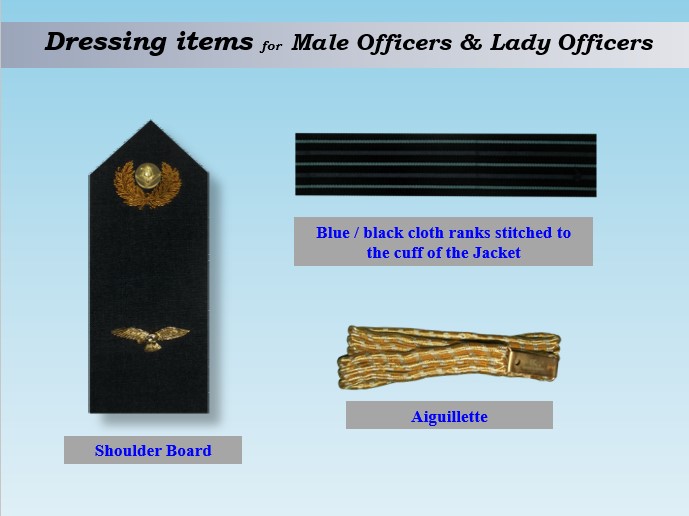 Dressing items for Male Officers & Lady Officers
Blue / black cloth ranks stitched to
the cuff of the Jacket
Aiguillette
Shoulder Board